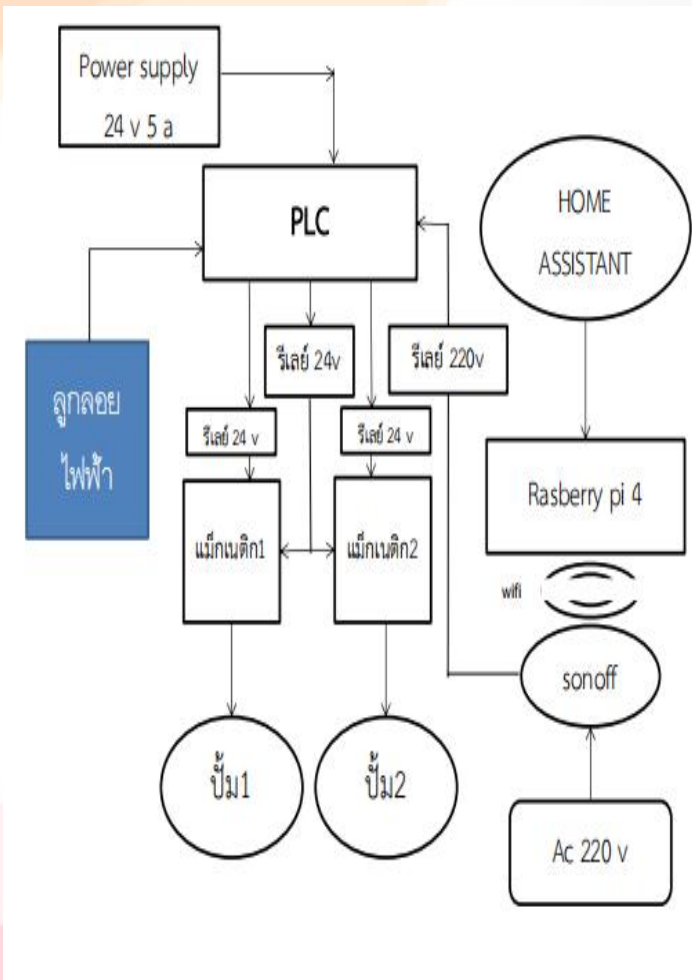 Power supply
24 v 5 a
PLC
HOME
ASSISTANT
ลูกลอย
ไฟฟ้า
รีเลย์ 24v
รีเลย์ 220v
รีเลย์ 24 v
รีเลย์ 24 v
Rasberry pi 4
แม็กเนติก1
แม็กเนติก2
wifi
sonoff
ปั้ม1
ปั้ม2
Ac 220 v